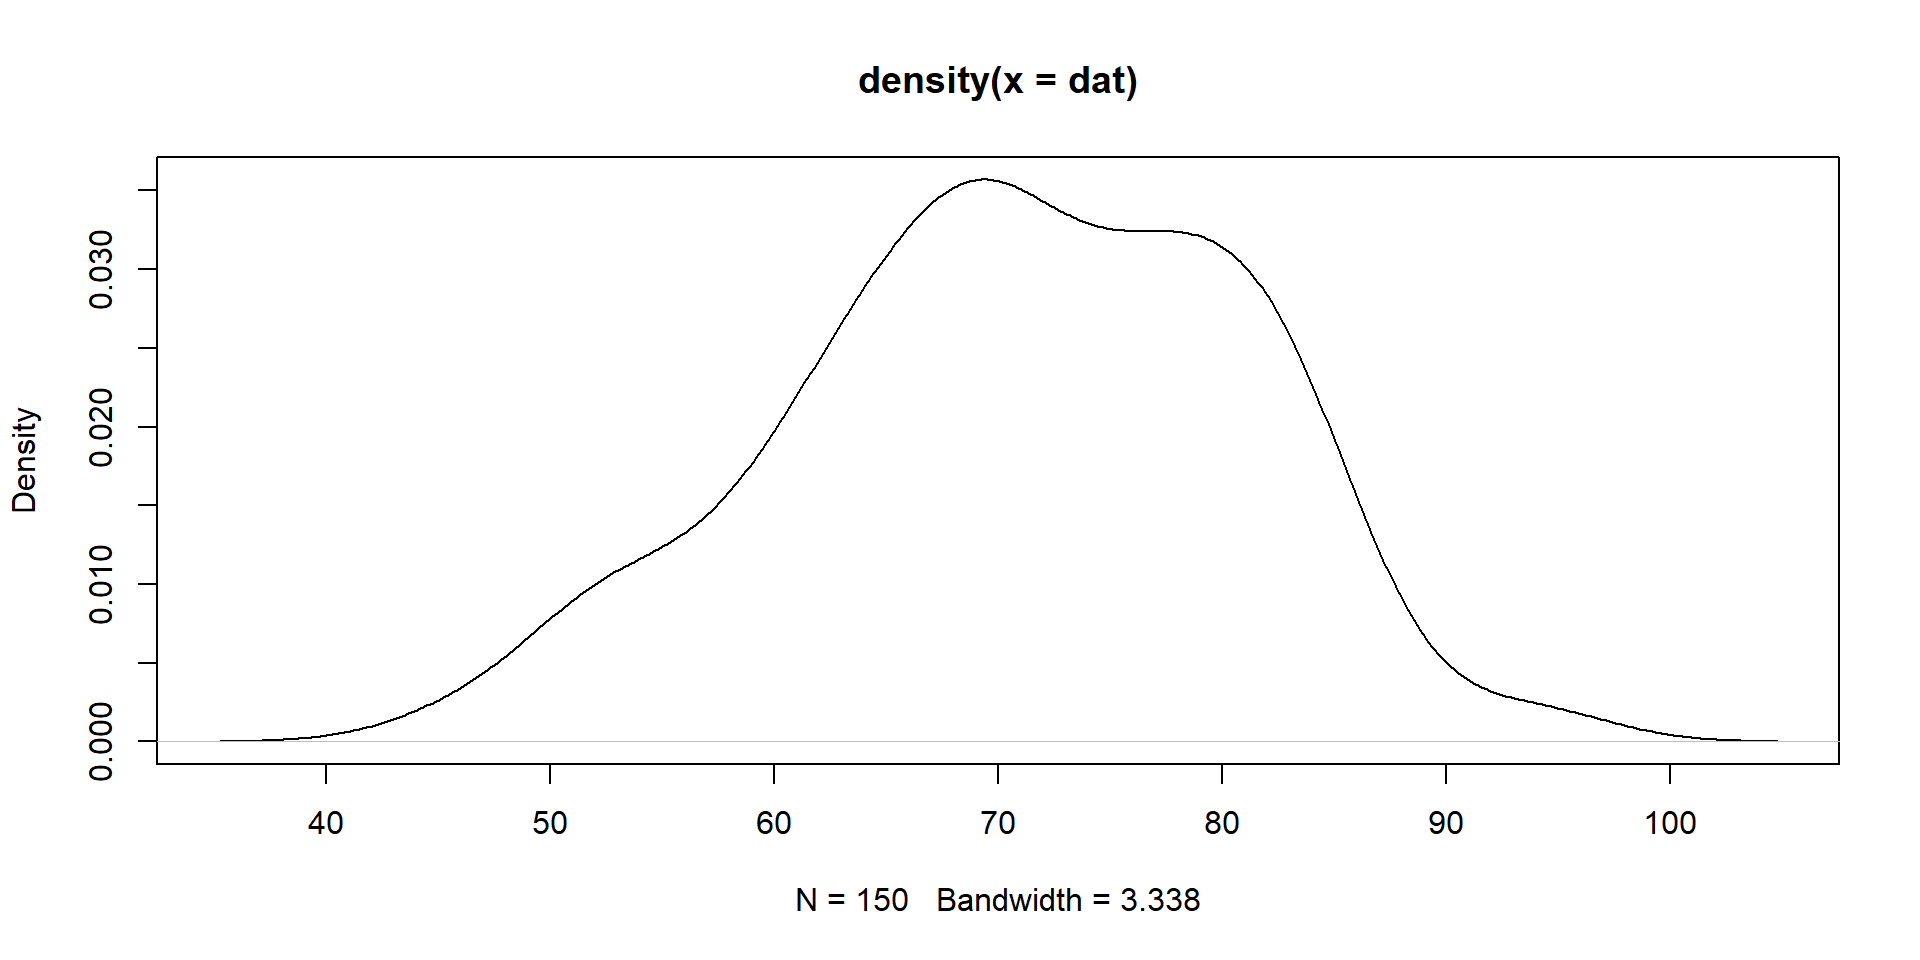 density(x = dat)
Density
0.030
0.020
0.010
0.000
40 50 60 70 80 90 100
N = 150   Bandwidth = 3.338